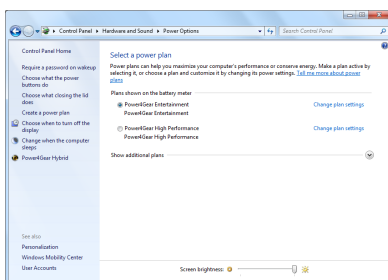 Control Panel ▸ Hardware and Sound ▸ Power Options
Search Control Panel
Control Panel Home
Require a password on wakeup
Choose what the power
buttons do
Choose what closing the lid
does
Create a power plan
Choose when to turn off the
display
Change when the computer
sleeps
Power4Gear Hybrid
See also
Personalization
Windows Mobility Center
User Accounts
Select a power plan
Power plans can help you maximize your computer's performance or conserve energy. Make a plan active by
selecting it, or choose a plan and customize it by changing its power settings. Tell me more about power
plans
Plans shown on the battery meter
Power4Gear Entertainment
Change plan settings
Power4Gear Entertainment
Power4Gear High Performance
Change plan settings
Power4Gear High Performance
Show additional plans
Screen brightness: